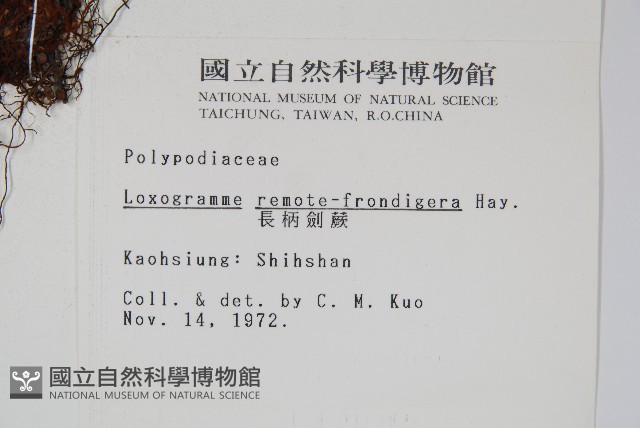 國立自然科學博物館
NATIONAL MUSEUM OF NATURAL SCIENCE
TAICHUNG, TAIWAN, R.O.CHINA
Polypodiaceae
Loxogramme remote-frondigera Hay.
長柄劍蕨
Kaohsiung: Shihshan
Coll. & det. by C. M. Kuo
Nov. 14, 1972.
國立自然科學博物館
NATIONAL MUSEUM OF NATURAL SCIENCE